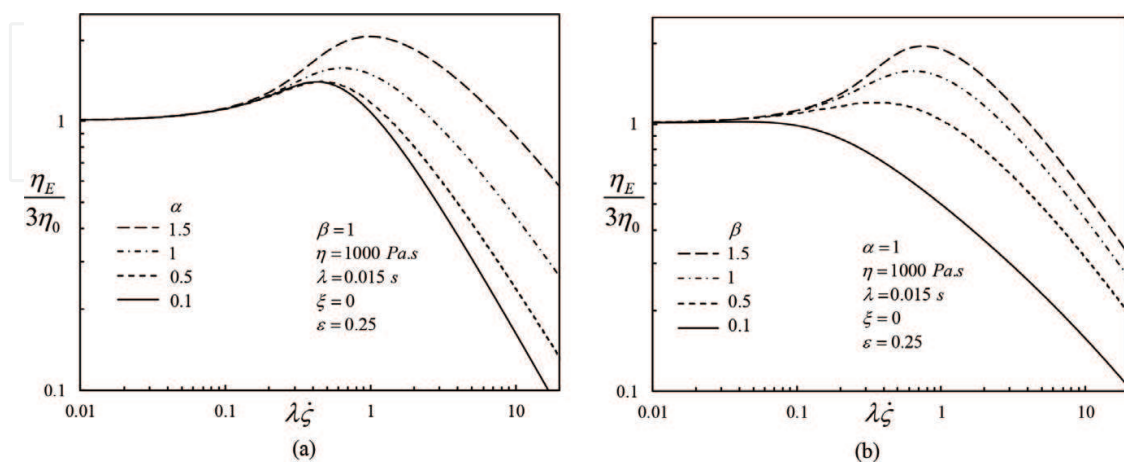 1
η_E
3η_0
α
1.5
1
0.5
0.1
β = 1
η = 1000 Pa.s
λ = 0.015 s
ξ = 0
ε = 0.25
0.1
0.01 0.1 1 10
λζ̇
(a)
1
η_E
3η_0
β
1.5
1
0.5
0.1
α = 1
η = 1000 Pa.s
λ = 0.015 s
ξ = 0
ε = 0.25
0.1
0.01 0.1 1 10
λζ̇
(b)